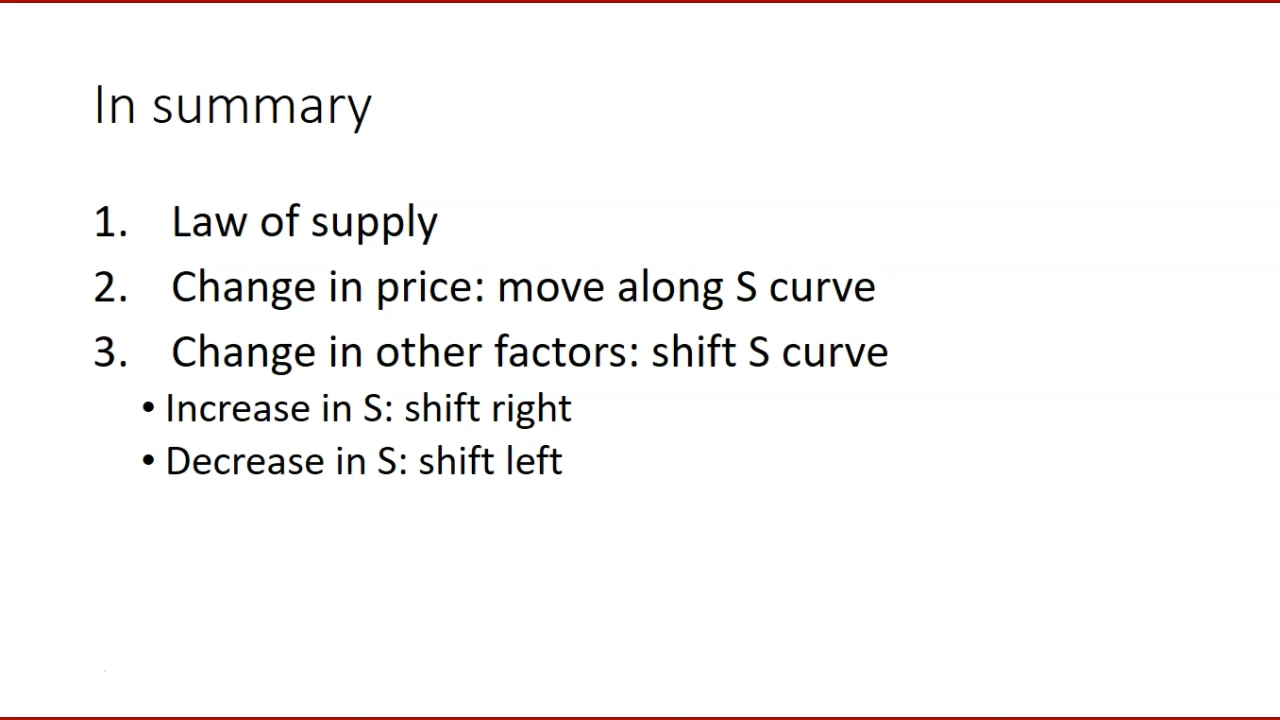 In summary
1. Law of supply
2. Change in price: move along S curve
3. Change in other factors: shift S curve
• Increase in S: shift right
• Decrease in S: shift left